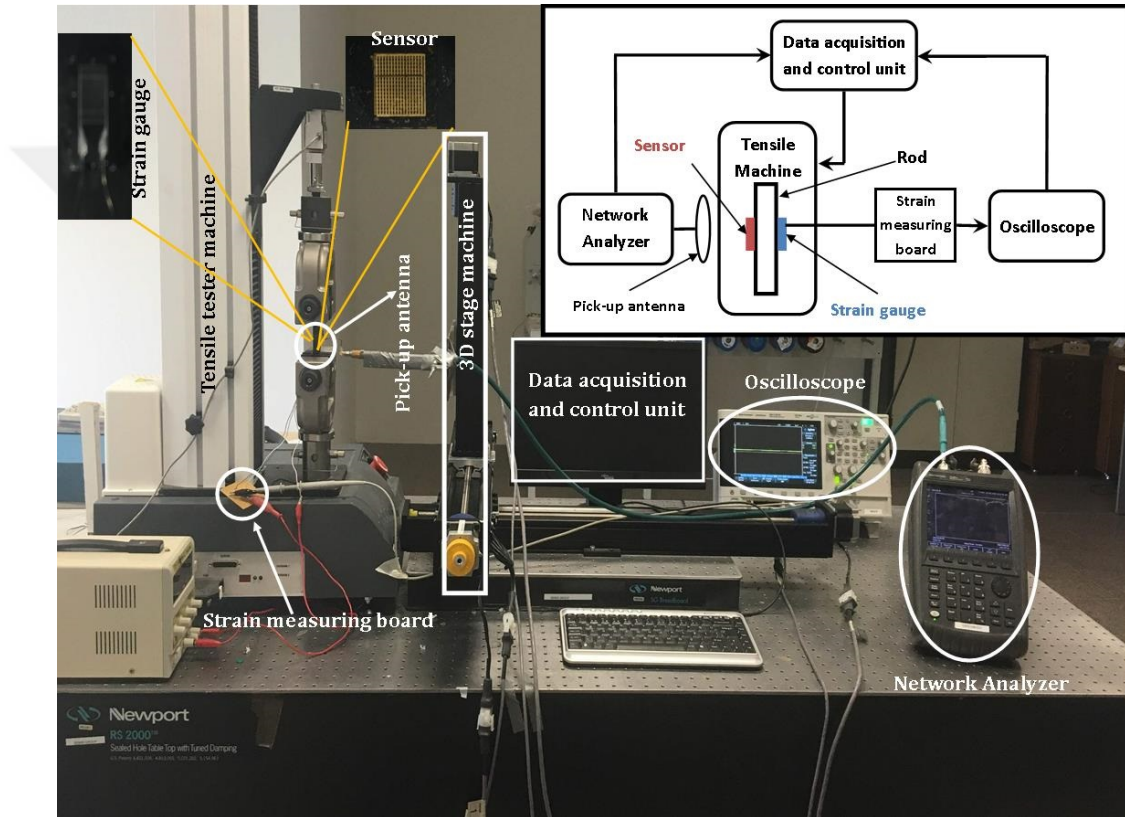 Sensor
Strain gauge
Tensile tester machine
Pick-up antenna
3D stage machine
Data acquisition
and control unit
Oscilloscope
Strain measuring board
Network Analyzer
Newport
RS 2000™
Sealed Hole Table Top with Tuned Damping
Newport
Data acquisition
and control unit
Sensor
Tensile
Machine
Rod
Network
Analyzer
Strain
measuring
board
Oscilloscope
Pick-up antenna
Strain gauge